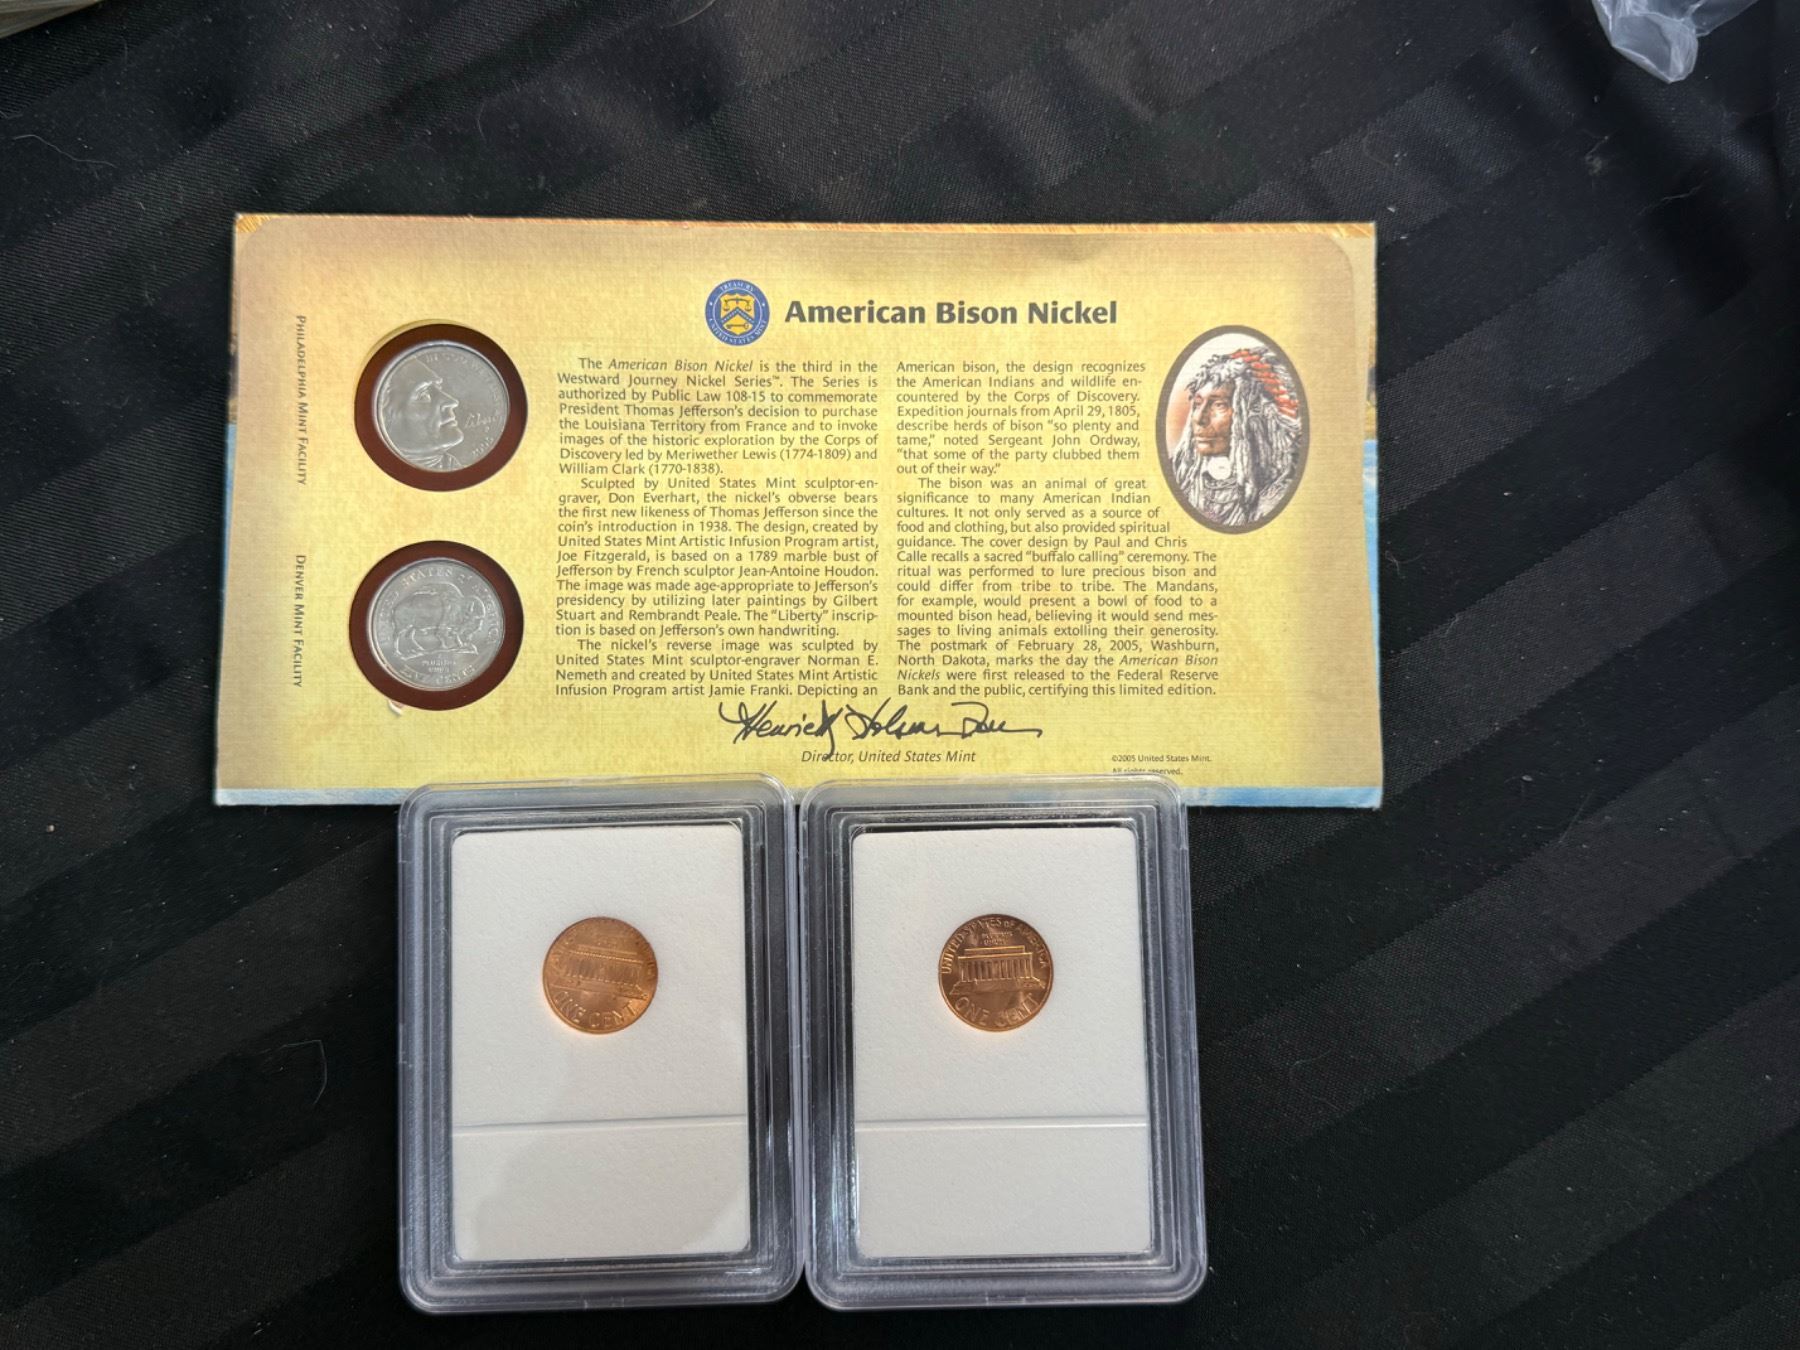 American Bison Nickel
PHILADELPHIA MINT FACILITY
DENVER MINT FACILITY
The American Bison Nickel is the third in the
Westward Journey Nickel Series™. The Series is
authorized by Public Law 108-15 to commemorate
President Thomas Jefferson's decision to purchase
the Louisiana Territory from France and to invoke
images of the historic exploration by the Corps of
Discovery led by Meriwether Lewis (1774-1809) and
William Clark (1770-1838).
Sculpted by United States Mint sculptor-en-
graver, Don Everhart, the nickel's obverse bears
the first new likeness of Thomas Jefferson since the
coin's introduction in 1938. The design, created by
United States Mint Artistic Infusion Program artist,
Joe Fitzgerald, is based on a 1789 marble bust of
Jefferson by French sculptor Jean-Antoine Houdon.
The image was made age-appropriate to Jefferson's
presidency by utilizing later paintings by Gilbert
Stuart and Rembrandt Peale. The "Liberty" inscrip-
tion is based on Jefferson's own handwriting.
The nickel's reverse image was sculpted by
United States Mint sculptor-engraver Norman E.
Nemeth and created by United States Mint Artistic
Infusion Program artist Jamie Franki. Depicting an
American bison, the design recognizes
the American Indians and wildlife en-
countered by the Corps of Discovery.
Expedition journals from April 29, 1805,
describe herds of bison "so plenty and
tame," noted Sergeant John Ordway,
"that some of the party clubbed them
out of their way."
The bison was an animal of great
significance to many American Indian
cultures. It not only served as a source of
food and clothing, but also provided spiritual
guidance. The cover design by Paul and Chris
Calle recalls a sacred "buffalo calling" ceremony. The
ritual was performed to lure precious bison and
could differ from tribe to tribe. The Mandans,
for example, would present a bowl of food to a
mounted bison head, believing it would send mes-
sages to living animals extolling their generosity.
The postmark of February 28, 2005, Washburn,
North Dakota, marks the day the American Bison
Nickels were first released to the Federal Reserve
Bank and the public, certifying this limited edition.
Director, United States Mint
©2005 United States Mint.
All rights reserved.
ONE CENT
UNITED STATES OF AMERICA
ONE CENT